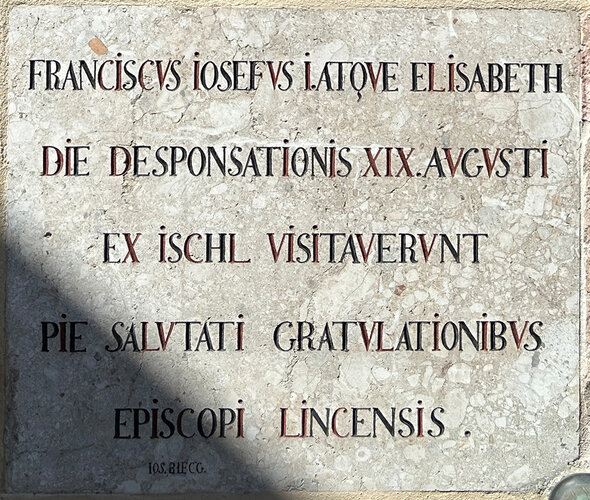 FRANCISCVS IOSEFVS I. ATQVE ELISABETH
DIE DESPONSATIONIS XIX. AVGVSTI
EX ISCHL VISITAVERVNT
PIE SALVTATI GRATVLATIONIBVS
EPISCOPI LINCENSIS .